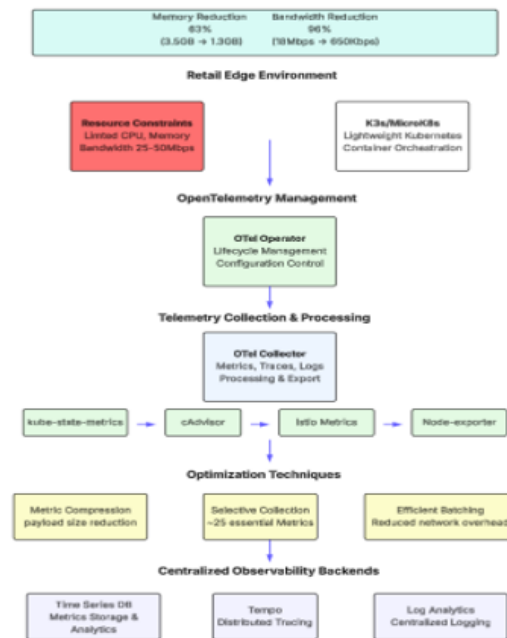 Memory Reduction
63%
(3.5GB → 1.3GB)
Bandwidth Reduction
96%
(18Mbps → 650Kbps)
Retail Edge Environment
Resource Constraints
Limited CPU, Memory
Bandwidth 25-50Mbps
K3s/MicroK8s
Lightweight Kubernetes
Container Orchestration
OpenTelemetry Management
OTel Operator
Lifecycle Management
Configuration Control
Telemetry Collection & Processing
OTel Collector
Metrics, Traces, Logs
Processing & Export
kube-state-metrics
cAdvisor
Istio Metrics
Node-exporter
Optimization Techniques
Metric Compression
payload size reduction
Selective Collection
~25 essential Metrics
Efficient Batching
Reduced network overhead
Centralized Observability Backends
Time Series DB
Metrics Storage &
Analytics
Tempo
Distributed Tracing
Log Analytics
Centralized Logging